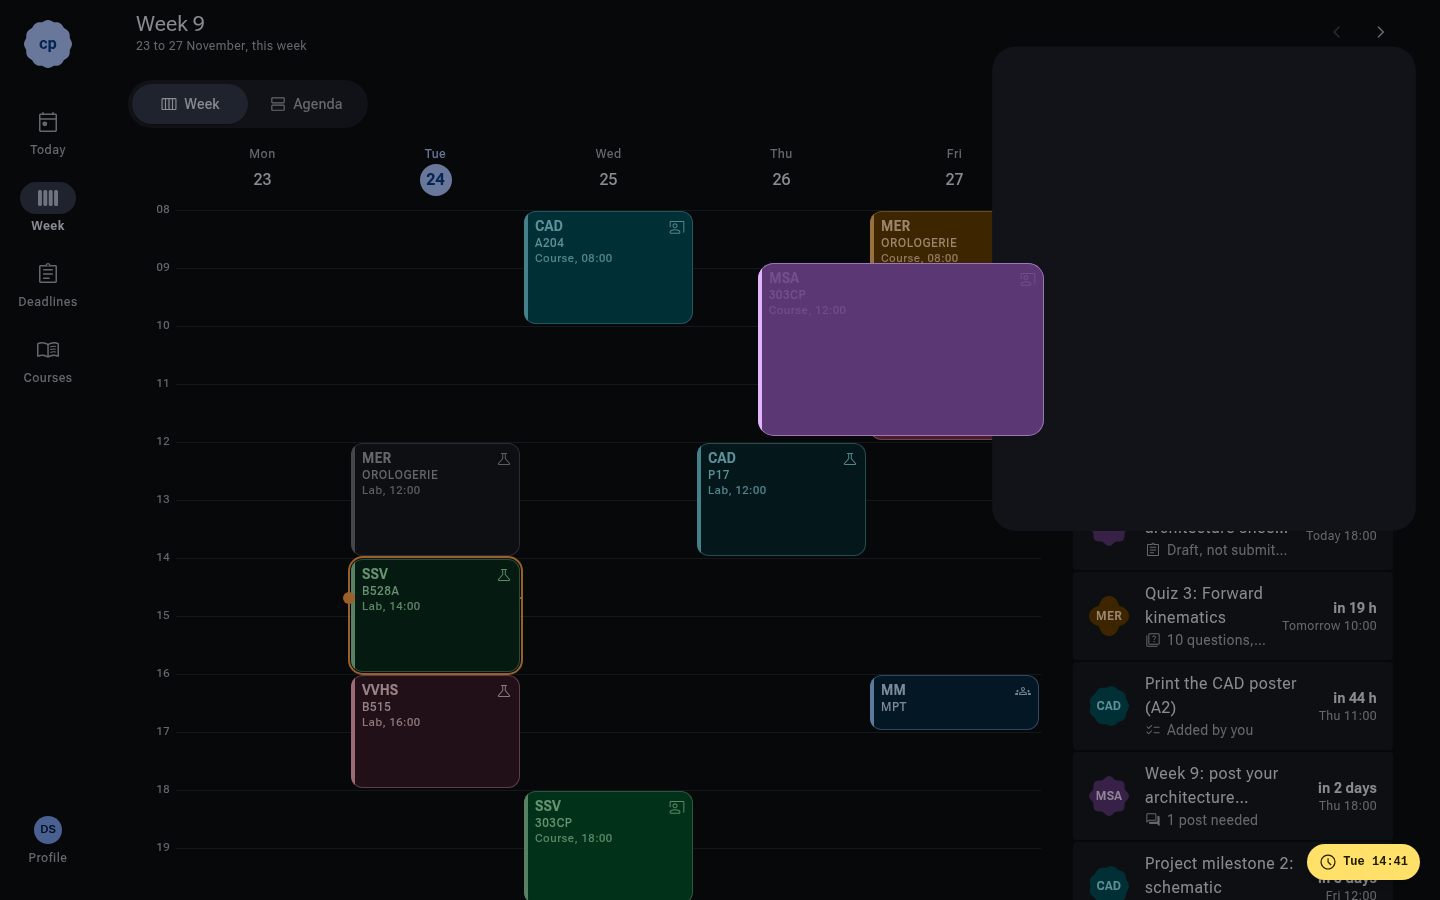 cp
Today
Week
Deadlines
Courses
DS
Profile
Week 9
23 to 27 November, this week
Week
Agenda
Mon
23
Tue
24
Wed
25
Thu
26
Fri
27
08
09
10
11
12
13
14
15
16
17
18
19
MER
OROLOGERIE
Lab, 12:00
SSV
B528A
Lab, 14:00
VVHS
B515
Lab, 16:00
CAD
A204
Course, 08:00
SSV
303CP
Course, 18:00
CAD
P17
Lab, 12:00
MER
OROLOGERIE
Course, 08:00
MSA
303CP
Course, 12:00
MM
MPT
Today 18:00
Draft, not submit...
MER
Quiz 3: Forward
kinematics
10 questions,...
in 19 h
Tomorrow 10:00
CAD
Print the CAD poster
(A2)
Added by you
in 44 h
Thu 11:00
MSA
Week 9: post your
architecture...
1 post needed
in 2 days
Thu 18:00
CAD
Project milestone 2:
schematic
Fri 12:00
Tue 14:41